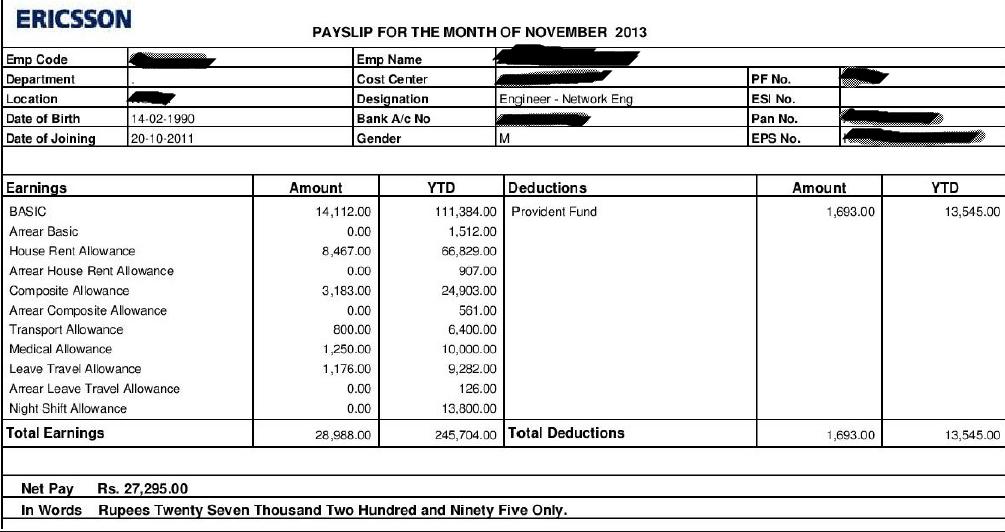 ERICSSON
PAYSLIP FOR THE MONTH OF NOVEMBER 2013
Emp Code Emp Name
Department . Cost Center PF No.
Location Designation Engineer - Network Eng ESI No.
Date of Birth 14-02-1990 Bank A/c No Pan No.
Date of Joining 20-10-2011 Gender M EPS No.
Earnings Amount YTD Deductions Amount YTD
BASIC 14,112.00 111,384.00 Provident Fund 1,693.00 13,545.00
Arrear Basic 0.00 1,512.00
House Rent Allowance 8,467.00 66,829.00
Arrear House Rent Allowance 0.00 907.00
Composite Allowance 3,183.00 24,903.00
Arrear Composite Allowance 0.00 561.00
Transport Allowance 800.00 6,400.00
Medical Allowance 1,250.00 10,000.00
Leave Travel Allowance 1,176.00 9,282.00
Arrear Leave Travel Allowance 0.00 126.00
Night Shift Allowance 0.00 13,800.00
Total Earnings 28,988.00 245,704.00 Total Deductions 1,693.00 13,545.00
Net Pay Rs. 27,295.00
In Words Rupees Twenty Seven Thousand Two Hundred and Ninety Five Only.